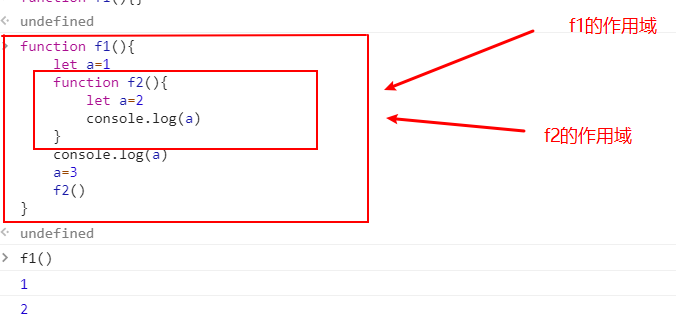 function f1(){}
undefined
function f1(){
let a=1
function f2(){
let a=2
console.log(a)
}
console.log(a)
a=3
f2()
}
f1的作用域
f2的作用域
undefined
f1()
1
2